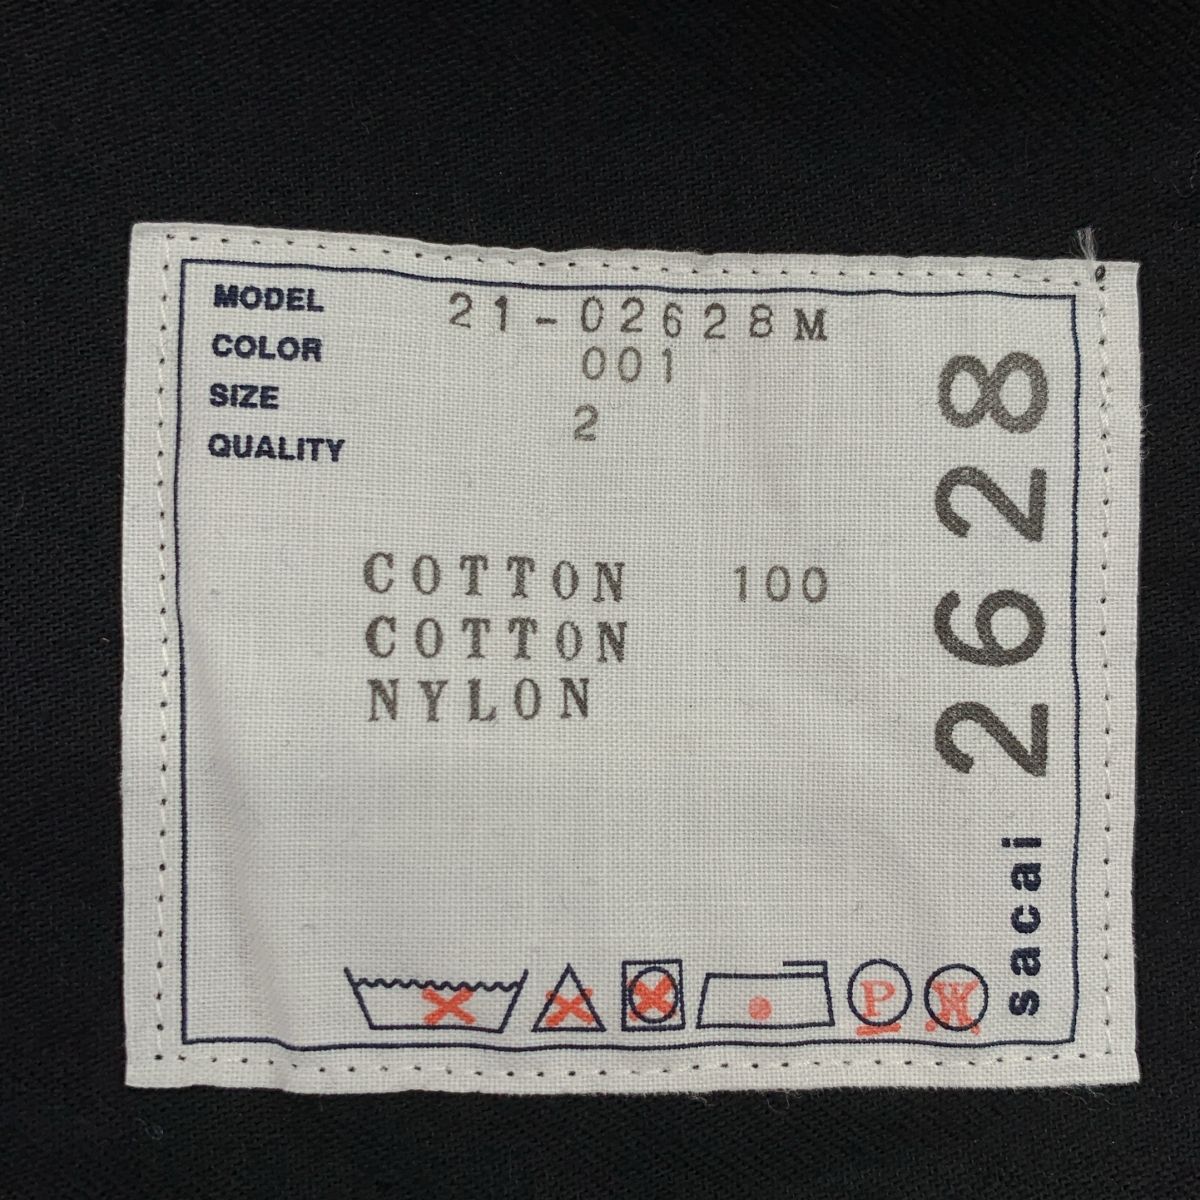 MODEL 21-02628M
COLOR 001
SIZE 2
QUALITY
COTTON 100
COTTON
NYLON
sacai 2628
P
W